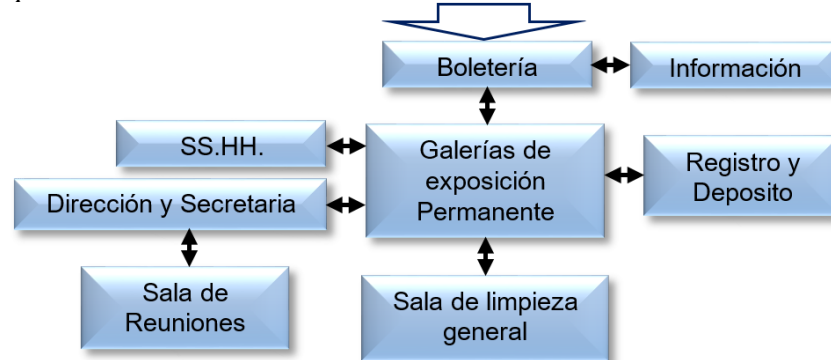 Boletería
Información
SS.HH.
Galerías de
exposición
Permanente
Registro y
Deposito
Dirección y Secretaria
Sala de
Reuniones
Sala de limpieza
general